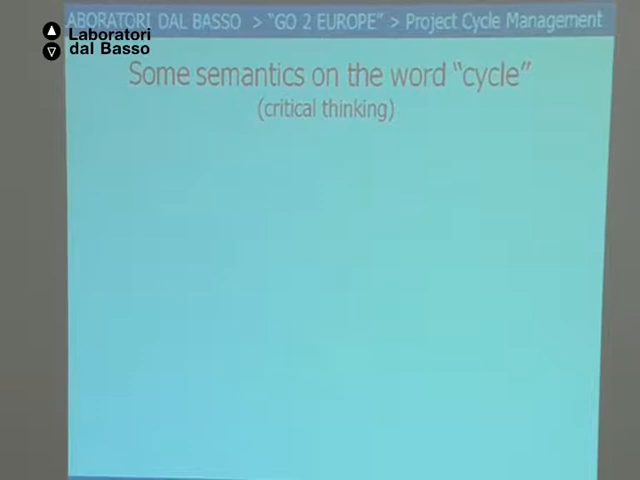 ABORATORI DAL BASSO > "GO 2 EUROPE" > Project Cycle Management
Laboratori
dal Basso
Some semantics on the word "cycle"
(critical thinking)